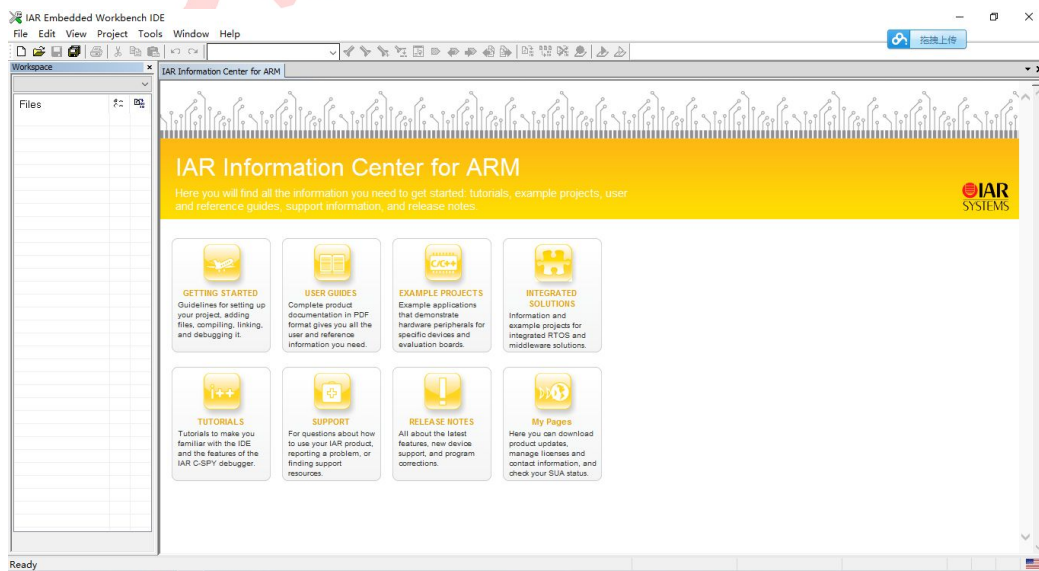 IAR Embedded Workbench IDE
File Edit View Project Tools Window Help
拖拽上传
Workspace
IAR Information Center for ARM
Files
IAR Information Center for ARM
Here you will find all the information you need to get started: tutorials, example projects, user
and reference guides, support information, and release notes.
IAR
SYSTEMS
GETTING STARTED
Guidelines for setting up
your project, adding
files, compiling, linking,
and debugging it.
USER GUIDES
Complete product
documentation in PDF
format gives you all the
user and reference
information you need.
C/C++
EXAMPLE PROJECTS
Example applications
that demonstrate
hardware peripherals for
specific devices and
evaluation boards.
INTEGRATED
SOLUTIONS
Information and
example projects for
integrated RTOS and
middleware solutions.
i++
TUTORIALS
Tutorials to make you
familiar with the IDE
and the features of the
IAR C-SPY debugger.
SUPPORT
For questions about how
to use your IAR product,
reporting a problem, or
finding support
resources.
RELEASE NOTES
All about the latest
features, new device
support, and program
corrections.
My Pages
Here you can download
product updates,
manage licenses and
contact information, and
check your SUA status.
Ready